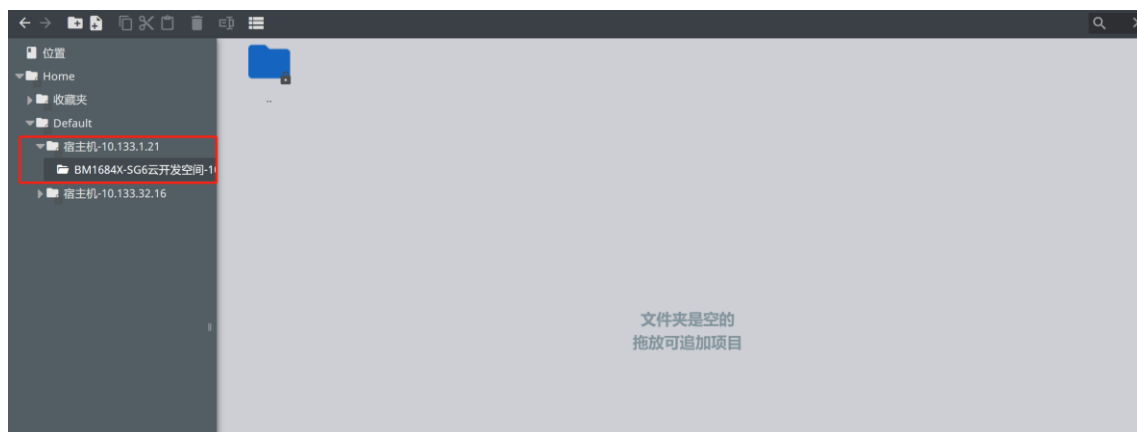 位置
Home
收藏夹
Default
宿主机-10.133.1.21
BM1684X-SG6云开发空间-10
宿主机-10.133.32.16
..
文件夹是空的
拖放可追加项目